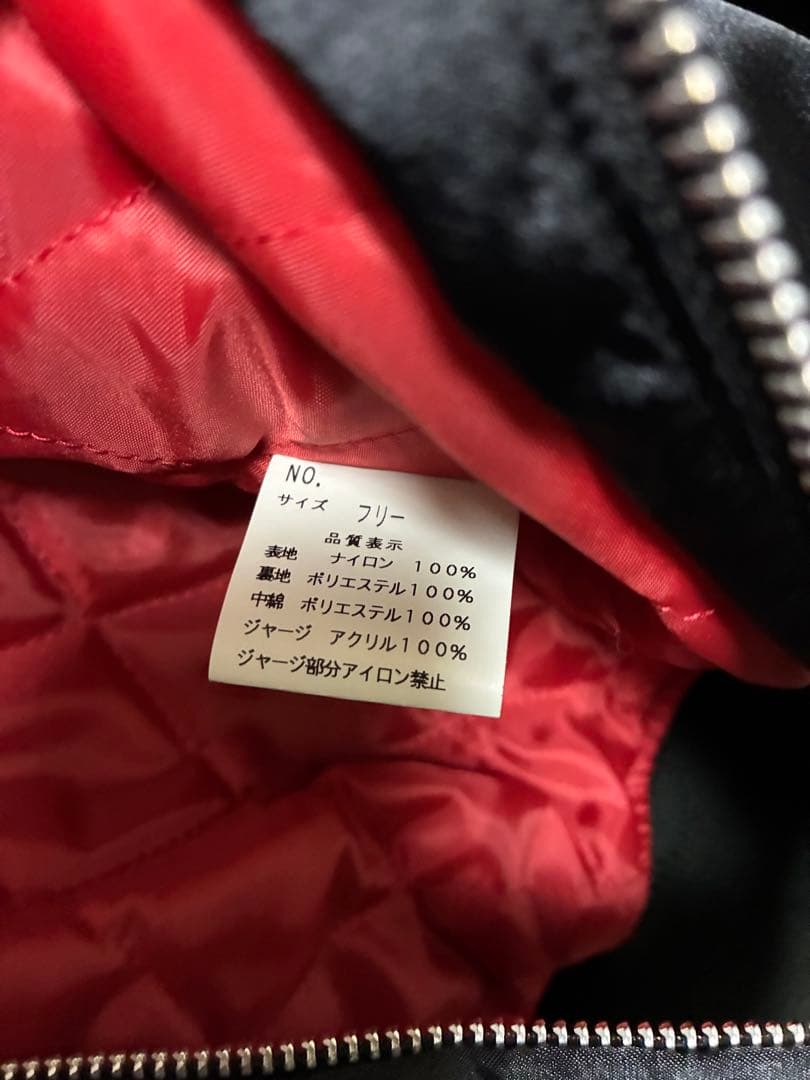 NO.
サイズ フリー
品質表示
表地 ナイロン 100%
裏地 ポリエステル100%
中綿 ポリエステル100%
ジャージ アクリル100%
ジャージ部分アイロン禁止